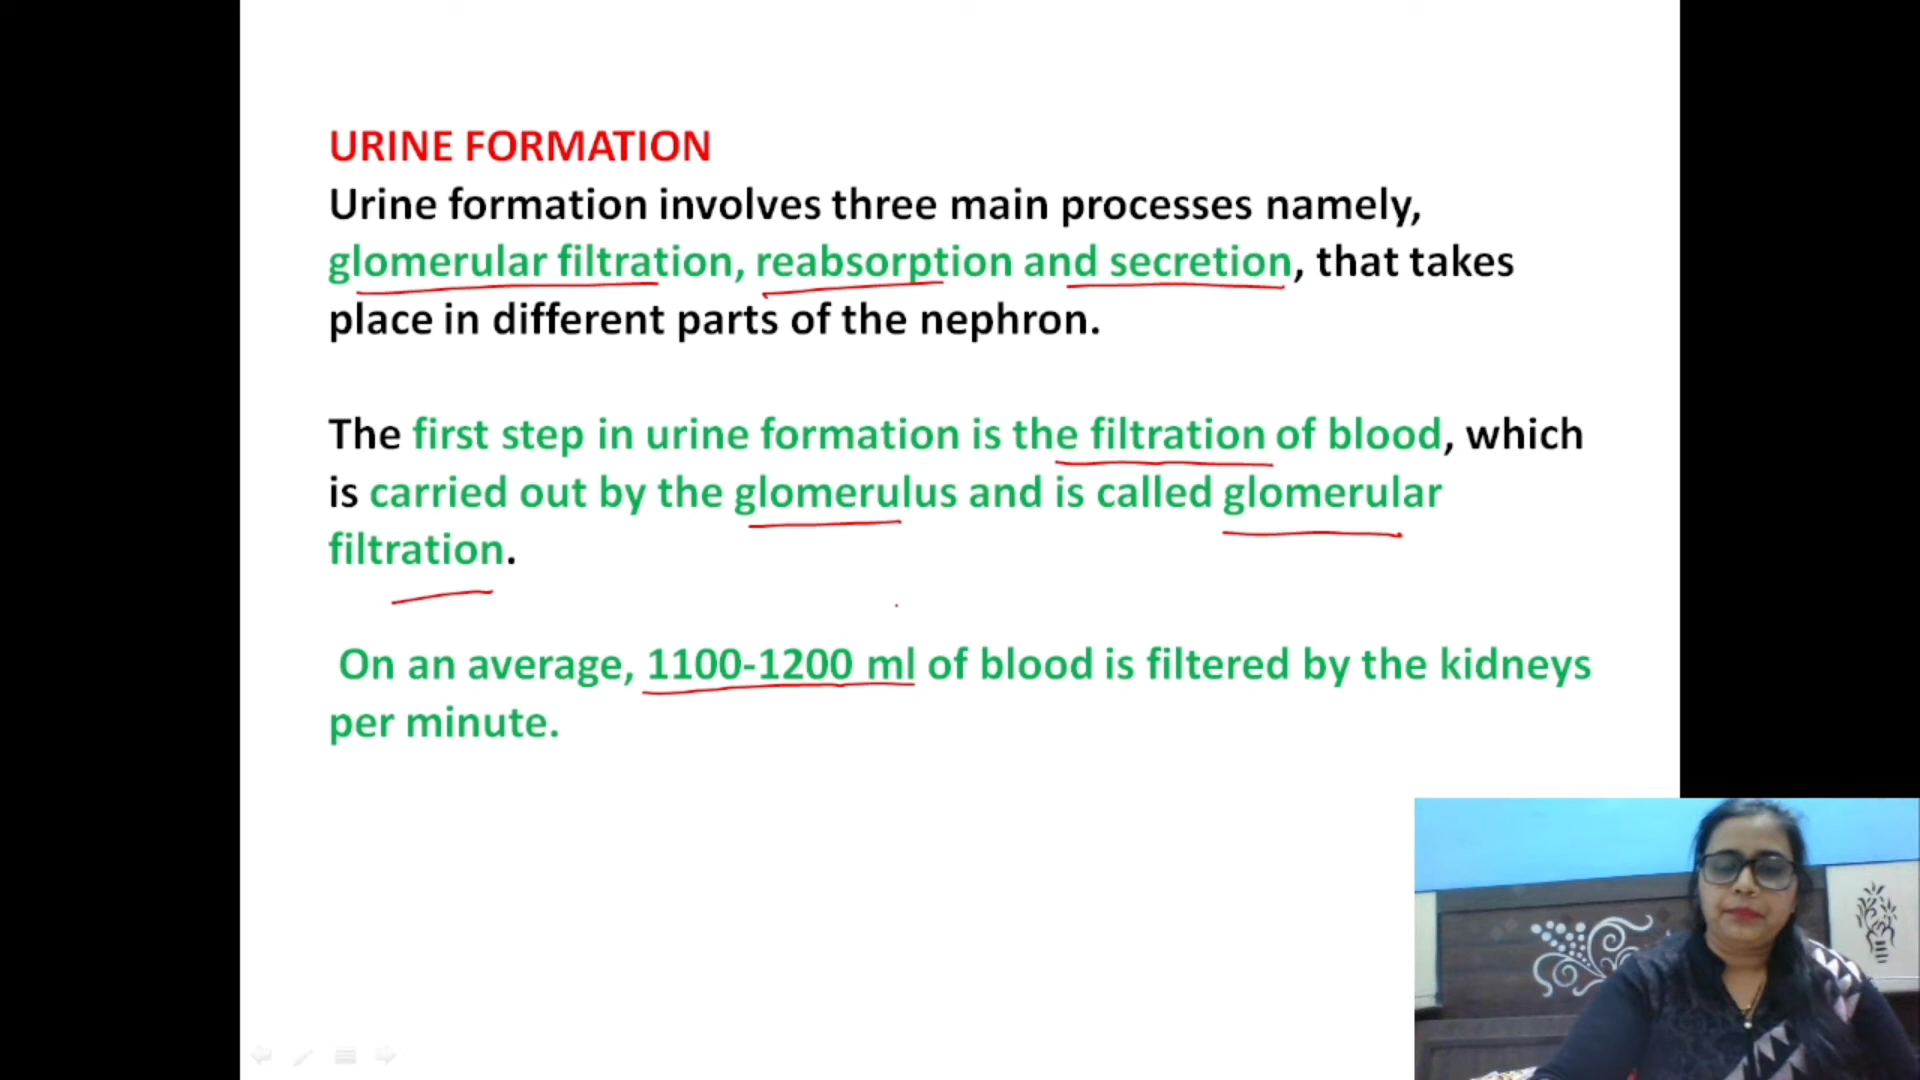 URINE FORMATION
Urine formation involves three main processes namely,
glomerular filtration, reabsorption and secretion, that takes
place in different parts of the nephron.
The first step in urine formation is the filtration of blood, which
is carried out by the glomerulus and is called glomerular
filtration.
On an average, 1100-1200 ml of blood is filtered by the kidneys
per minute.